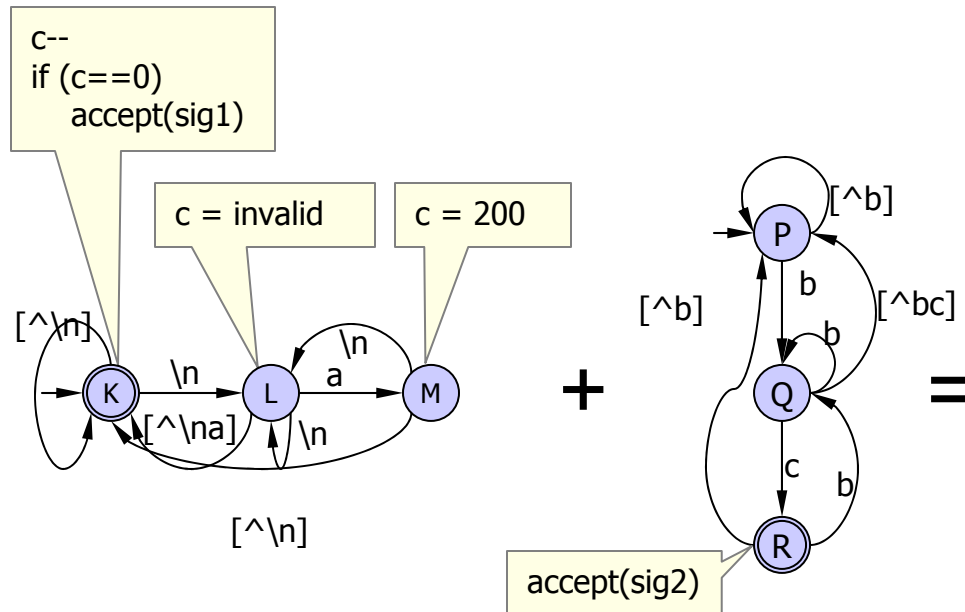 c--
if (c==0)
accept(sig1)
c = invalid
c = 200
[^\n]
K
\n
L
a
\n
M
[^\na]
\n
[^\n]
+
P
[^b]
b
[^b]
[^bc]
b
Q
c
b
R
accept(sig2)
=